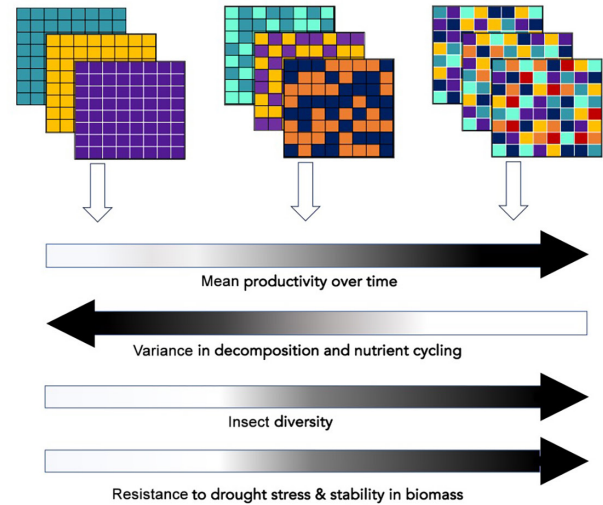 Mean productivity over time
Variance in decomposition and nutrient cycling
Insect diversity
Resistance to drought stress & stability in biomass